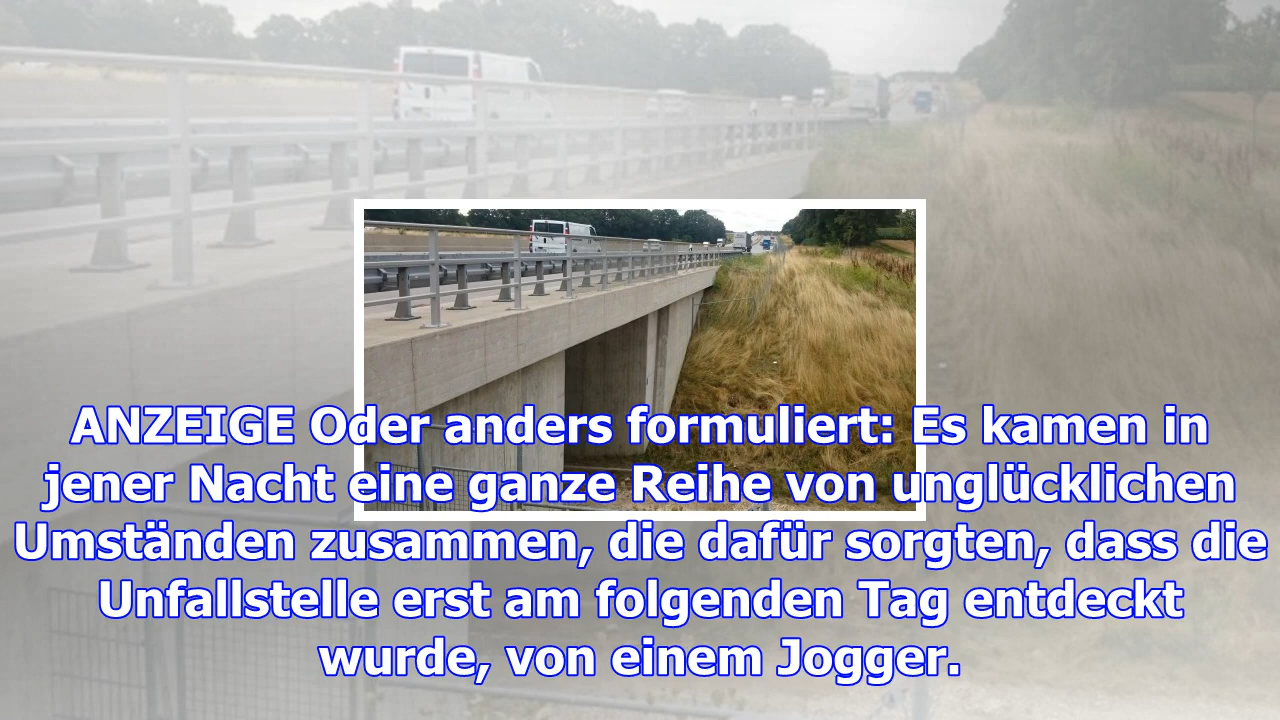 ANZEIGE Oder anders formuliert: Es kamen in
jener Nacht eine ganze Reihe von unglücklichen
Umständen zusammen, die dafür sorgten, dass die
Unfallstelle erst am folgenden Tag entdeckt
wurde, von einem Jogger.